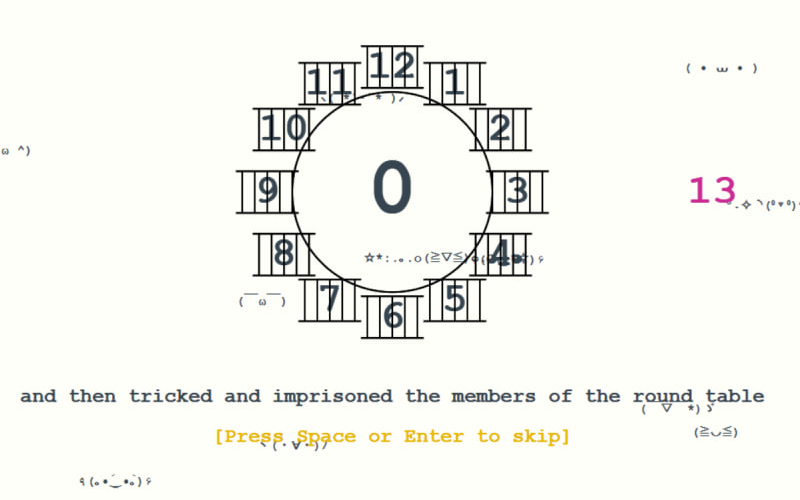 12
11 1
( • ω • )
10 2
ω ^)
9 0 3 13
8 4
☆*:.｡.o(≧▽≦)o
(￣ω￣)
7 5
6
and then tricked and imprisoned the members of the round table
(≧◡≦)
[Press Space or Enter to skip]